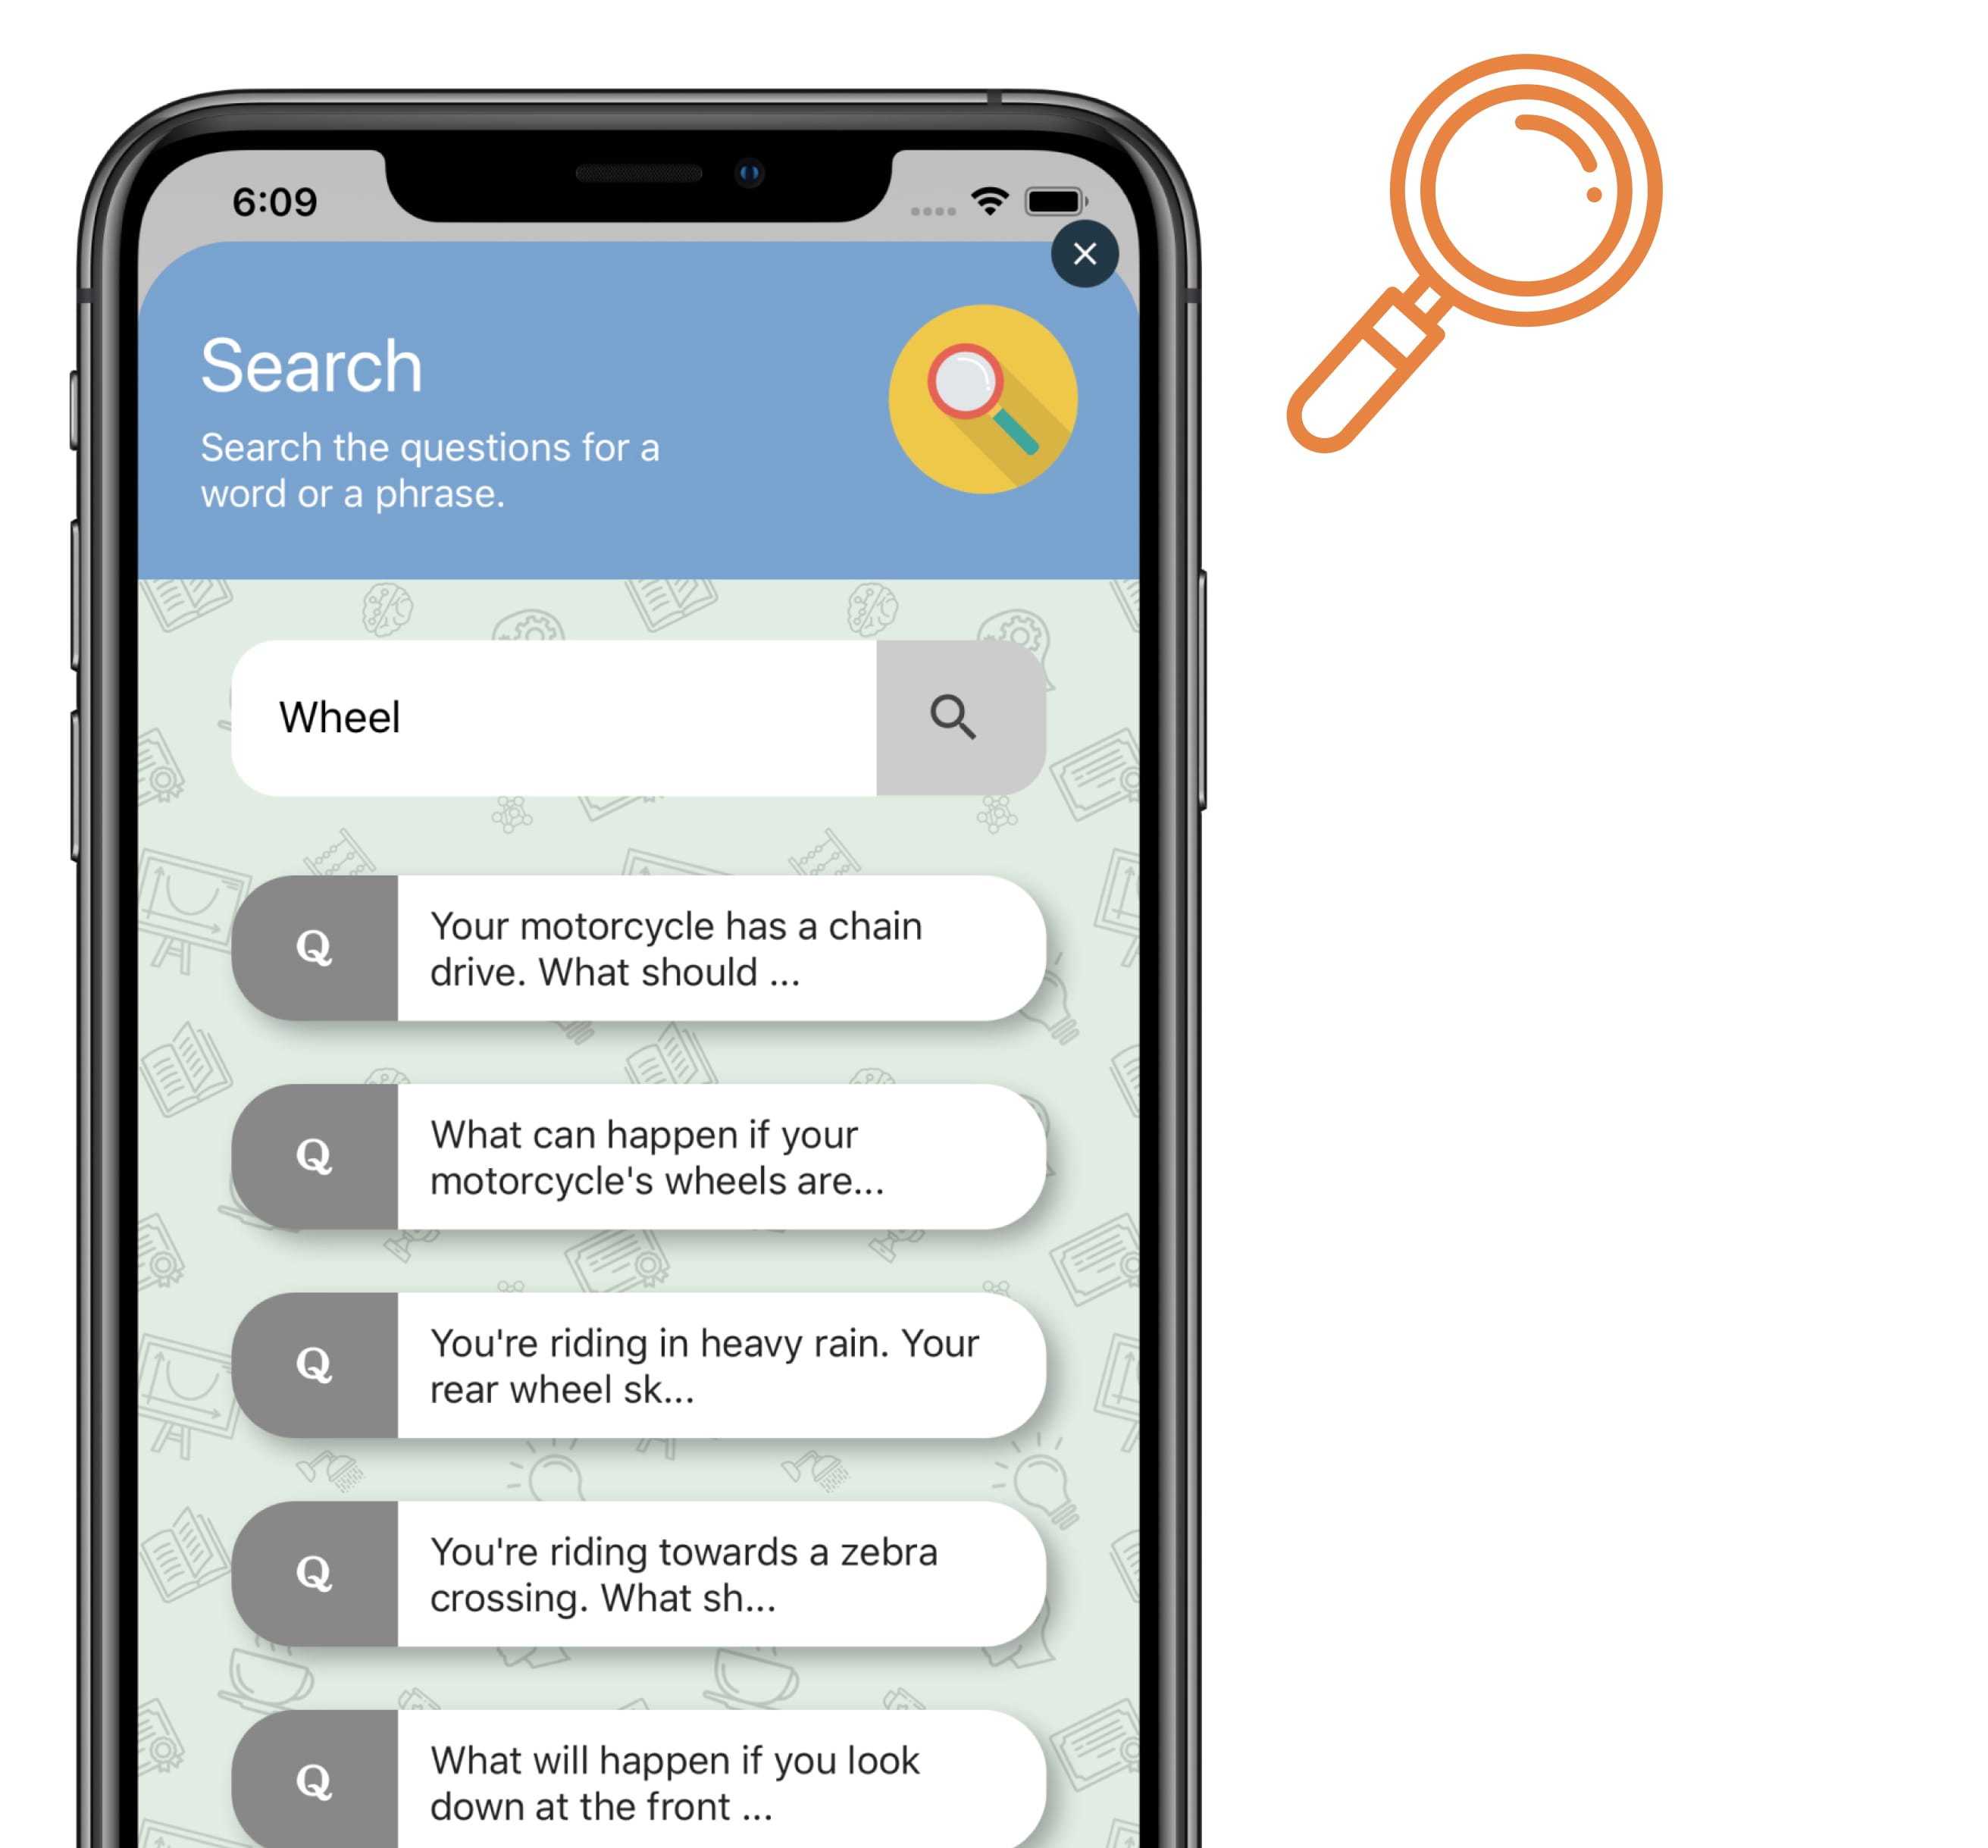 6:09
Search
Search the questions for a
word or a phrase.
Wheel
Q
Your motorcycle has a chain
drive. What should ...
Q
What can happen if your
motorcycle's wheels are...
Q
You're riding in heavy rain. Your
rear wheel sk...
Q
You're riding towards a zebra
crossing. What sh...
Q
What will happen if you look
down at the front ...